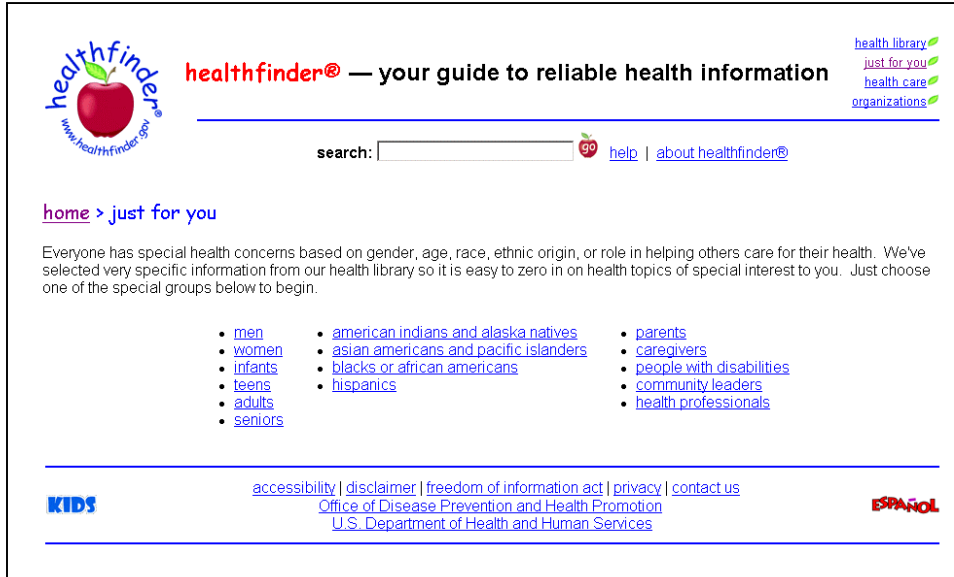 healthfinder®
www.healthfinder.gov
healthfinder® — your guide to reliable health information
health library
just for you
health care
organizations
search: go help | about healthfinder®
home > just for you
Everyone has special health concerns based on gender, age, race, ethnic origin, or role in helping others care for their health.  We've
selected very specific information from our health library so it is easy to zero in on health topics of special interest to you.  Just choose
one of the special groups below to begin.
• men
• women
• infants
• teens
• adults
• seniors
• american indians and alaska natives
• asian americans and pacific islanders
• blacks or african americans
• hispanics
• parents
• caregivers
• people with disabilities
• community leaders
• health professionals
KIDS
accessibility | disclaimer | freedom of information act | privacy | contact us
Office of Disease Prevention and Health Promotion
U.S. Department of Health and Human Services
ESPAÑOL